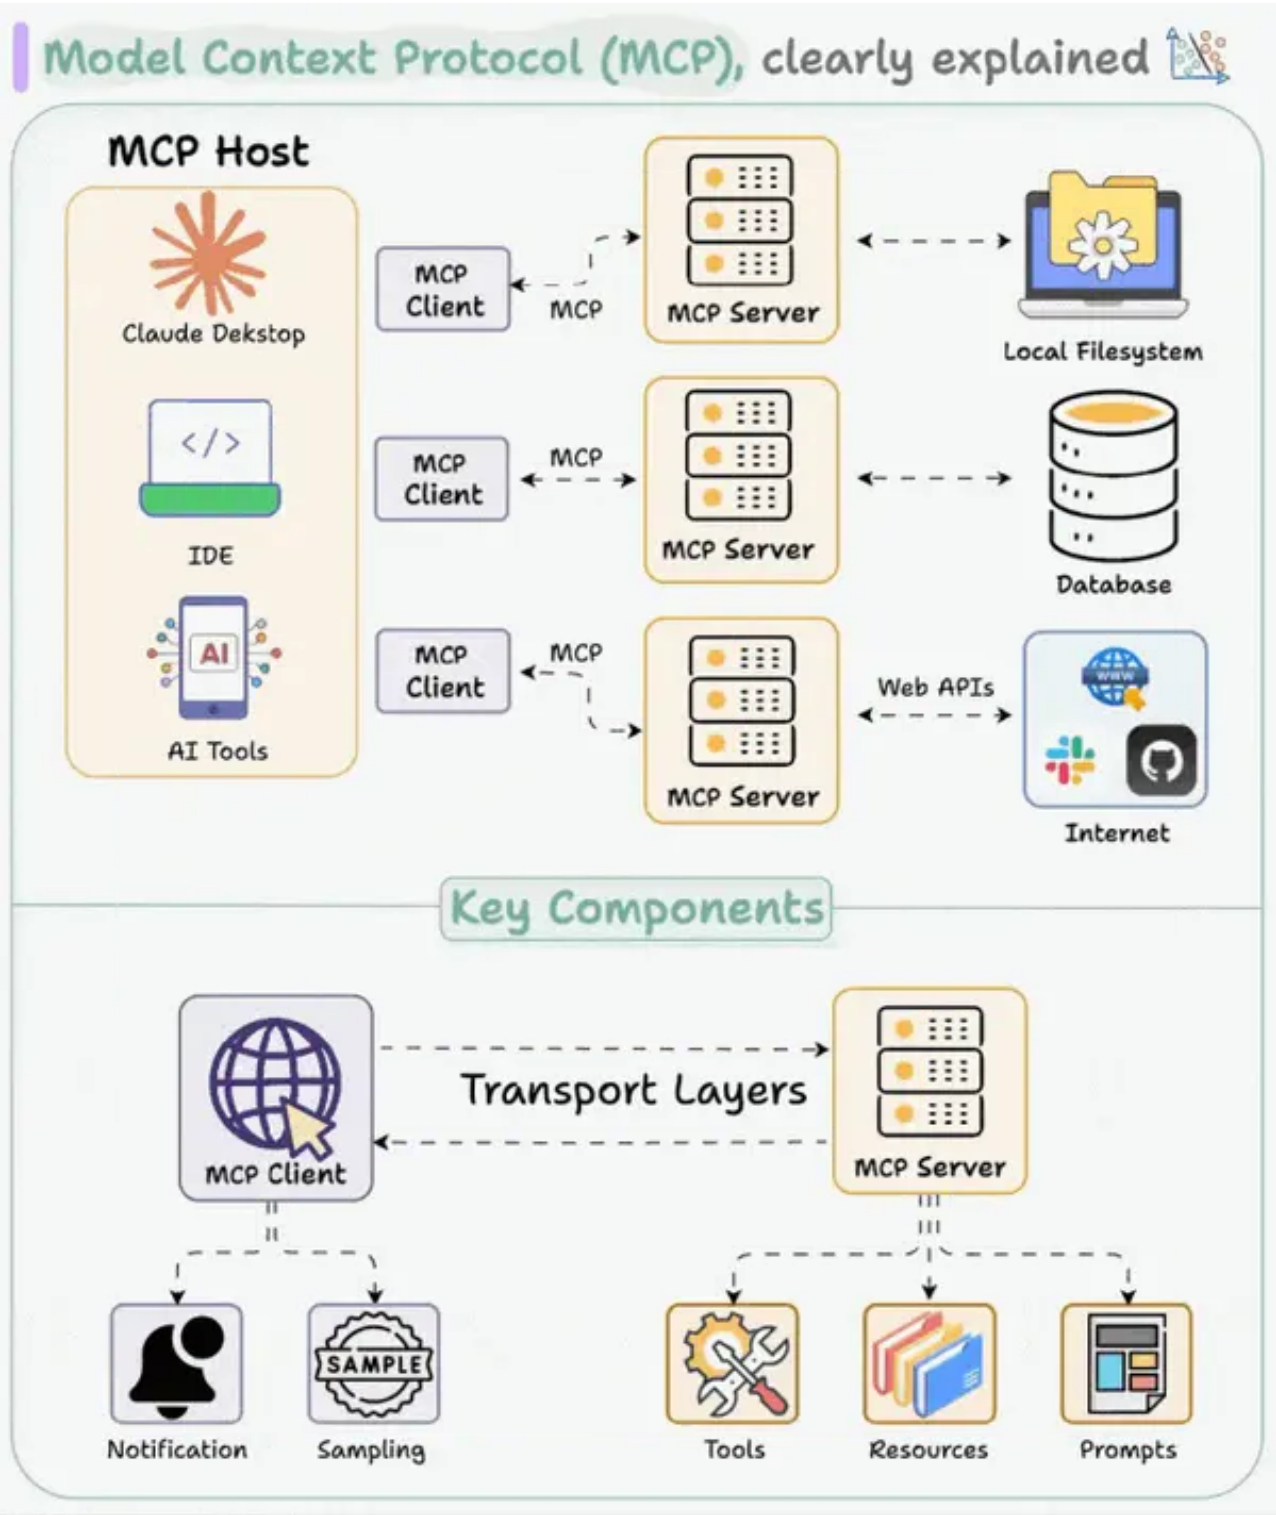 Model Context Protocol (MCP), clearly explained
MCP Host
Claude Dekstop
IDE
AI
AI Tools
MCP
Client
MCP
MCP Server
Local Filesystem
MCP
Client
MCP
MCP Server
Database
MCP
Client
MCP
MCP Server
Web APIs
WWW
Internet
Key Components
MCP Client
Transport Layers
MCP Server
Notification
SAMPLE
Sampling
Tools
Resources
Prompts